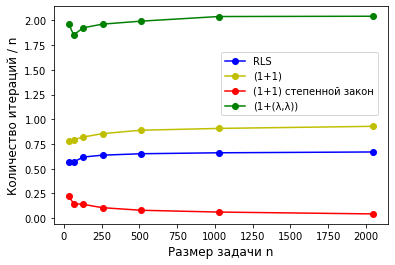 2.00
1.75
1.50
1.25
1.00
0.75
0.50
0.25
0.00
Количество итераций / n
RLS
(1+1)
(1+1) степенной закон
(1+(λ,λ))
0 250 500 750 1000 1250 1500 1750 2000
Размер задачи n